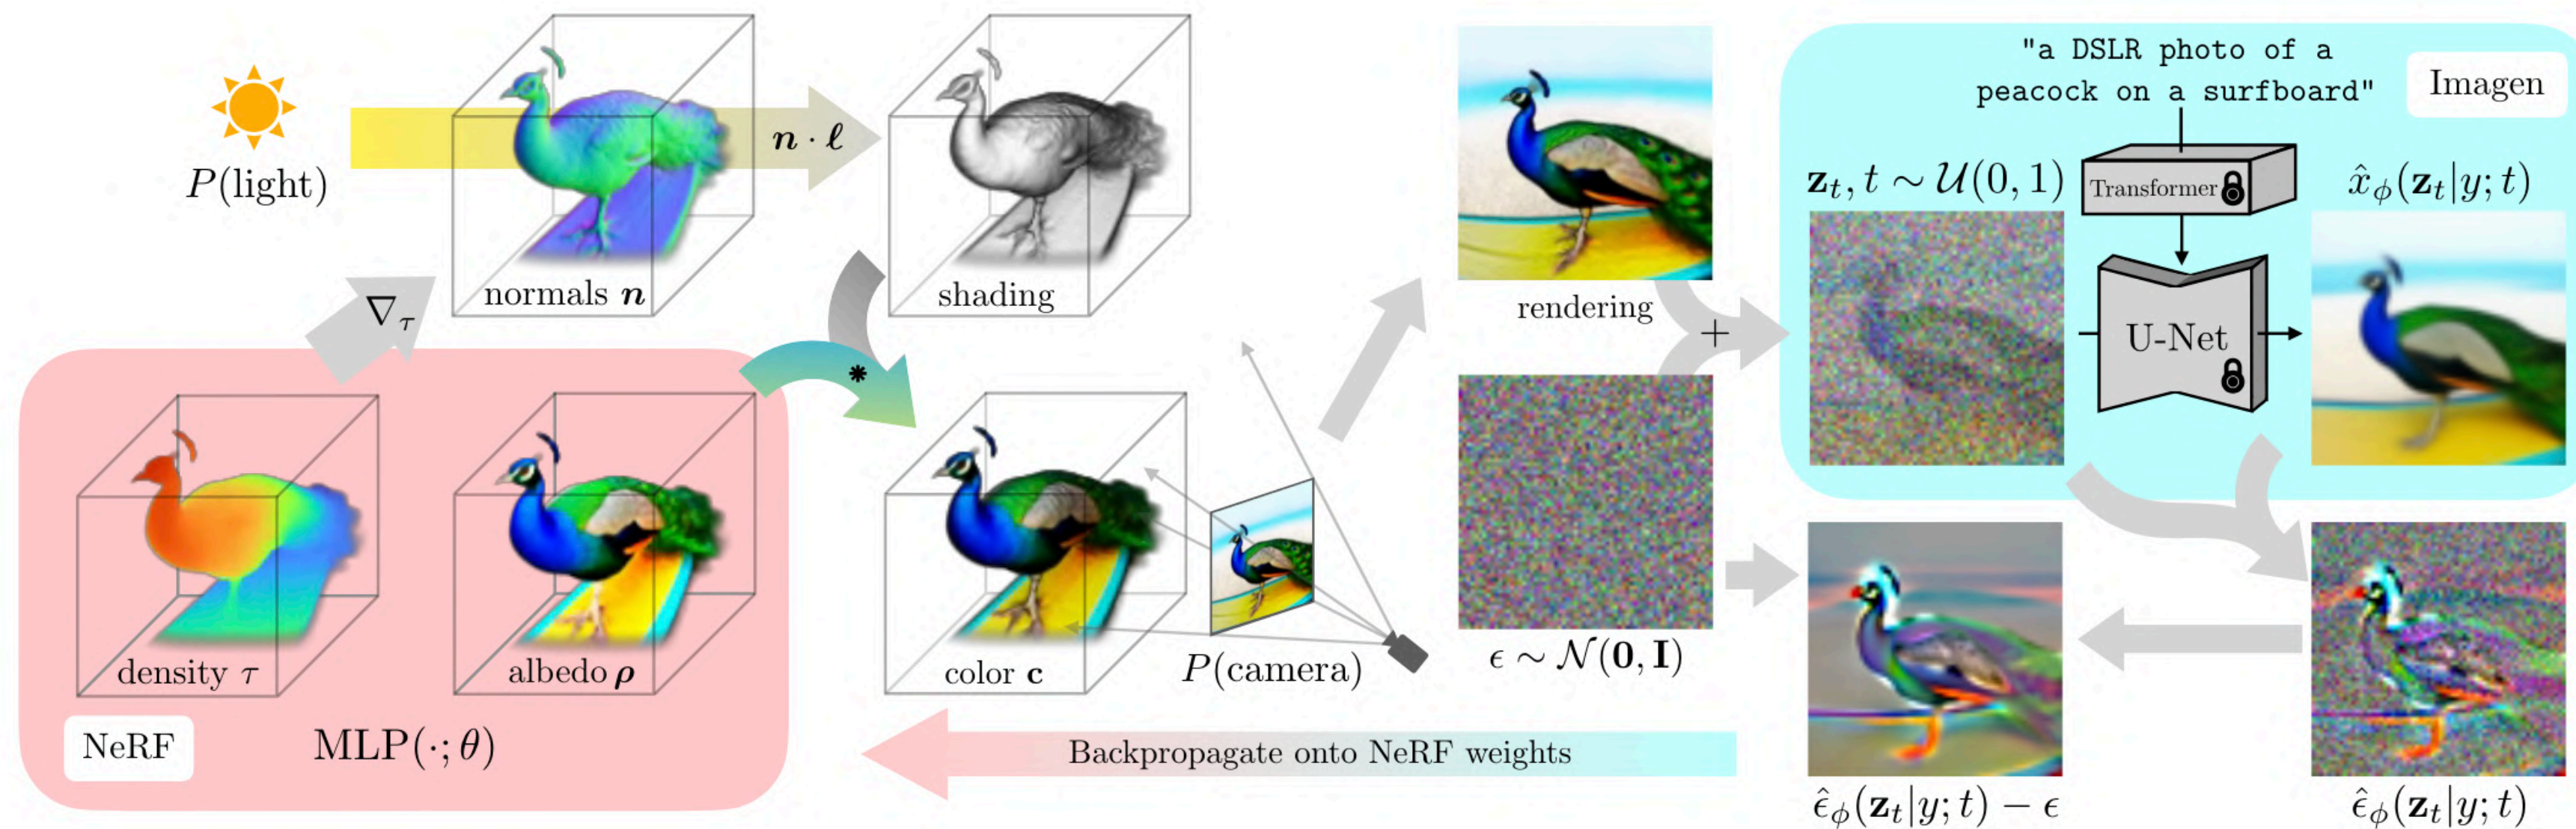 P(light)
n · ℓ
normals n
shading
∇τ
density τ
albedo ρ
NeRF
MLP(·; θ)
*
color c
P(camera)
rendering
+
ϵ ∼ 𝒩(0, I)
Backpropagate onto NeRF weights
"a DSLR photo of a
peacock on a surfboard"
Imagen
z_t, t ∼ 𝒰(0, 1)
Transformer
x̂_ϕ(z_t|y; t)
U-Net
ϵ̂_ϕ(z_t|y; t) − ϵ
ϵ̂_ϕ(z_t|y; t)